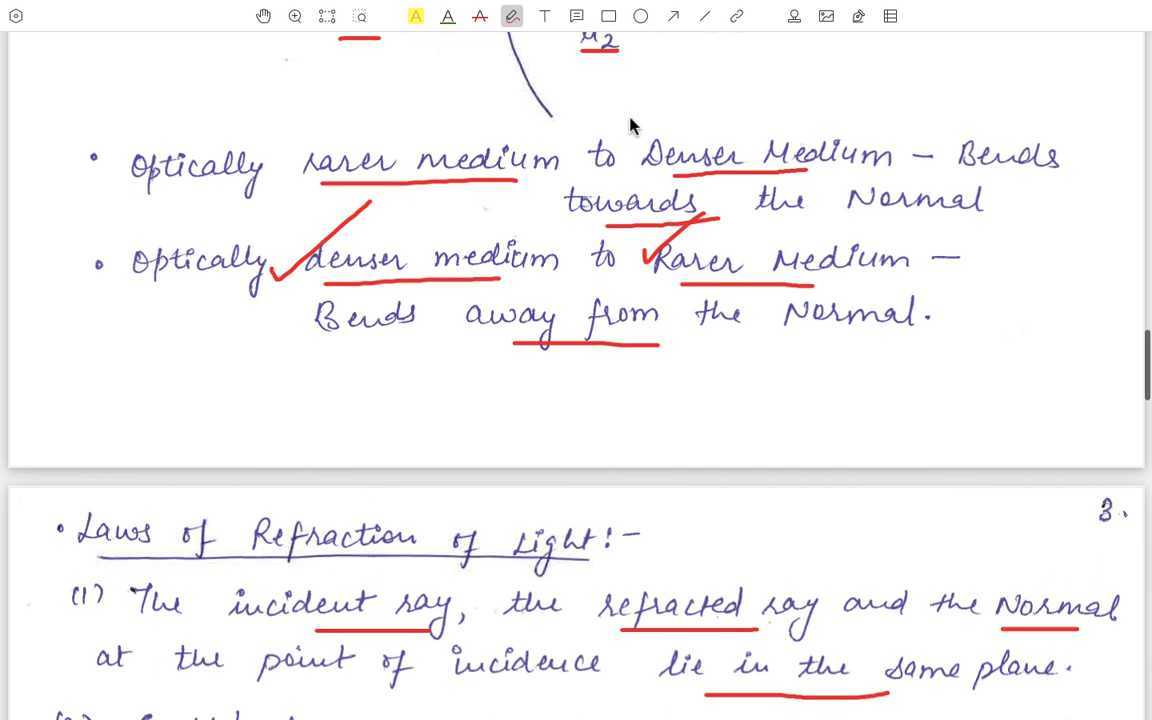 μ2
• Optically rarer medium to Denser Medium - Bends
towards the Normal
• Optically denser medium to Rarer Medium -
Bends away from the Normal.
3.
• Laws of Refraction of Light:-
(1) The incident ray, the refracted ray and the Normal
at the point of incidence lie in the same plane.